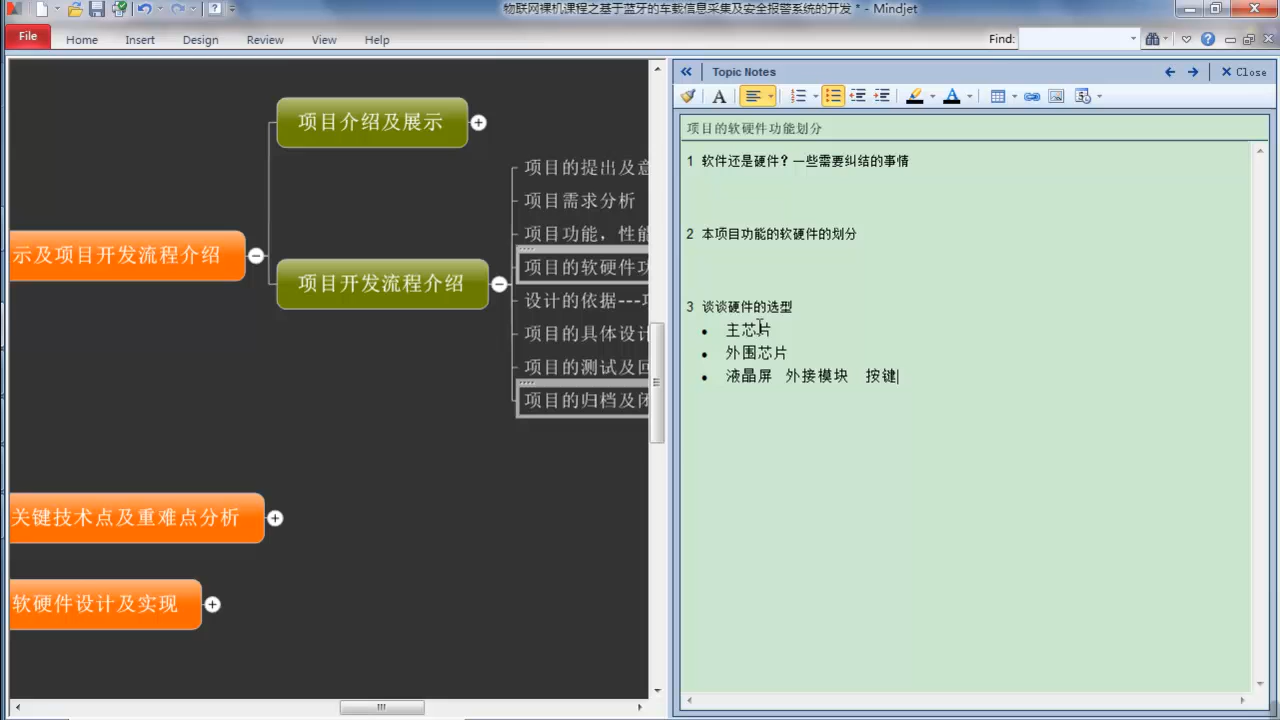 物联网裸机课程之基于蓝牙的车载信息采集及安全报警系统的开发 * - Mindjet
File Home Insert Design Review View Help Find:
Topic Notes Close
项目的软硬件功能划分
1 软件还是硬件？一些需要纠结的事情
2 本项目功能的软硬件的划分
3 谈谈硬件的选型
• 主芯片
• 外围芯片
• 液晶屏 外接模块 按键
项目介绍及展示
项目的提出及意
项目需求分析
项目功能，性能
示及项目开发流程介绍
项目的软硬件功
项目开发流程介绍
设计的依据---项
项目的具体设计
项目的测试及回
项目的归档及闭
关键技术点及重难点分析
软硬件设计及实现